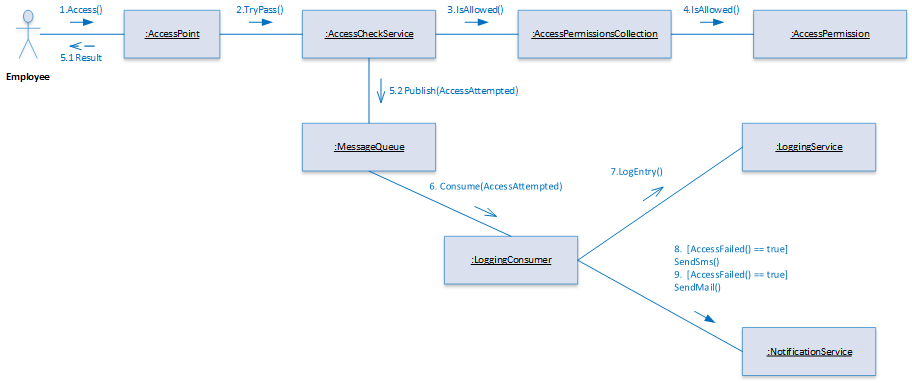 1.Access()
2.TryPass()
3.IsAllowed()
4.IsAllowed()
:AccessPoint
:AccessCheckService
:AccessPermissionsCollection
:AccessPermission
5.1 Result
Employee
5.2 Publish(AccessAttempted)
:MessageQueue
:LoggingService
7.LogEntry()
6. Consume(AccessAttempted)
:LoggingConsumer
8. [AccessFailed() == true]
SendSms()
9. [AccessFailed() == true]
SendMail()
:NotificationService